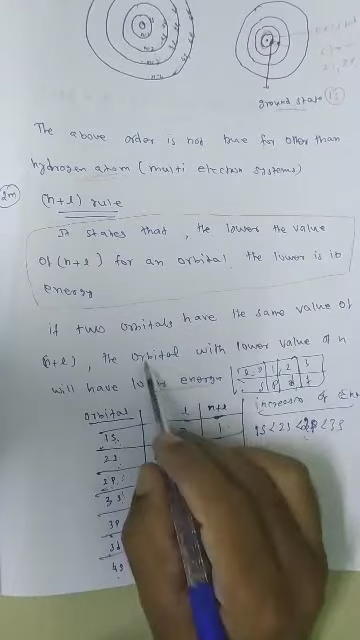 ground state
The above order is not true for other than
hydrogen atom (multi electron systems)
2m
(n+l) rule
It states that, the lower the value
of (n+l) for an orbital the lower is its
energy
if two orbitals have the same value of
(n+l), the orbital with lower value of n
will have lower energy
orbital l n+l increases of
1s 1 1s<2s<2p<3s
2s
2p
3s
3p
3d
4s